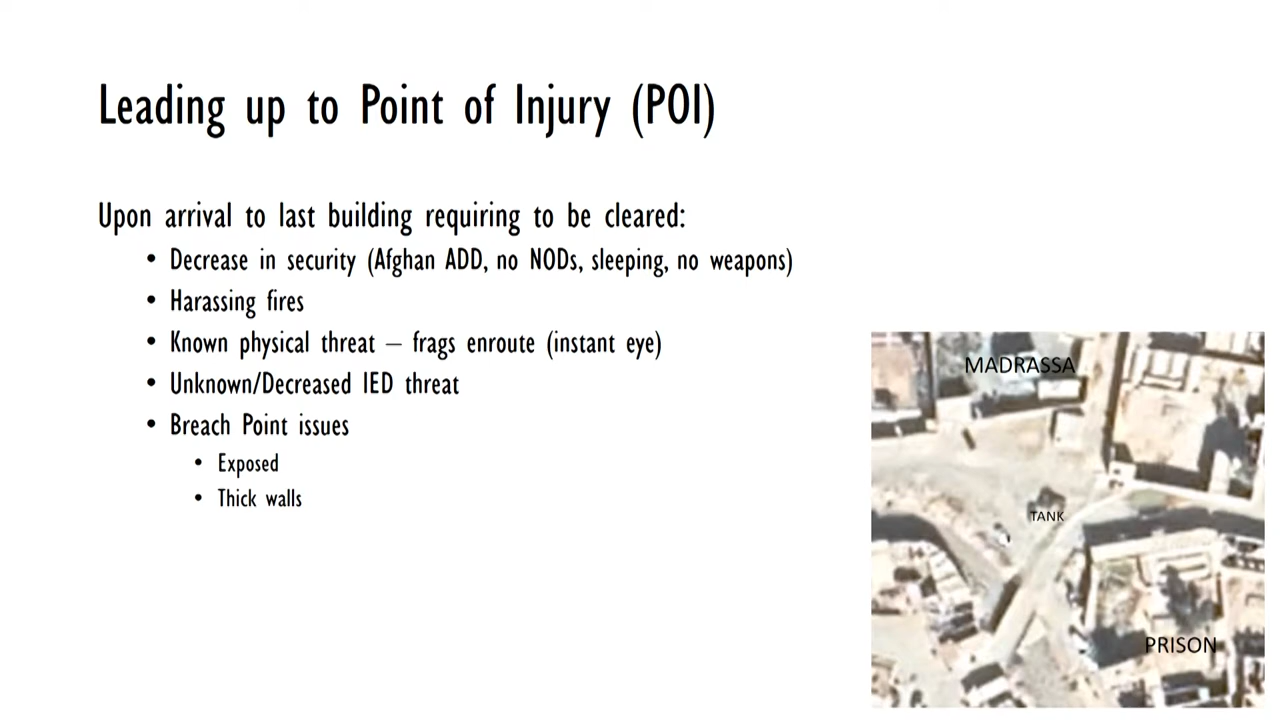 Leading up to Point of Injury (POI)
Upon arrival to last building requiring to be cleared:
• Decrease in security (Afghan ADD, no NODs, sleeping, no weapons)
• Harassing fires
• Known physical threat – frags enroute (instant eye)
• Unknown/Decreased IED threat
• Breach Point issues
• Exposed
• Thick walls
MADRASSA
TANK
PRISON